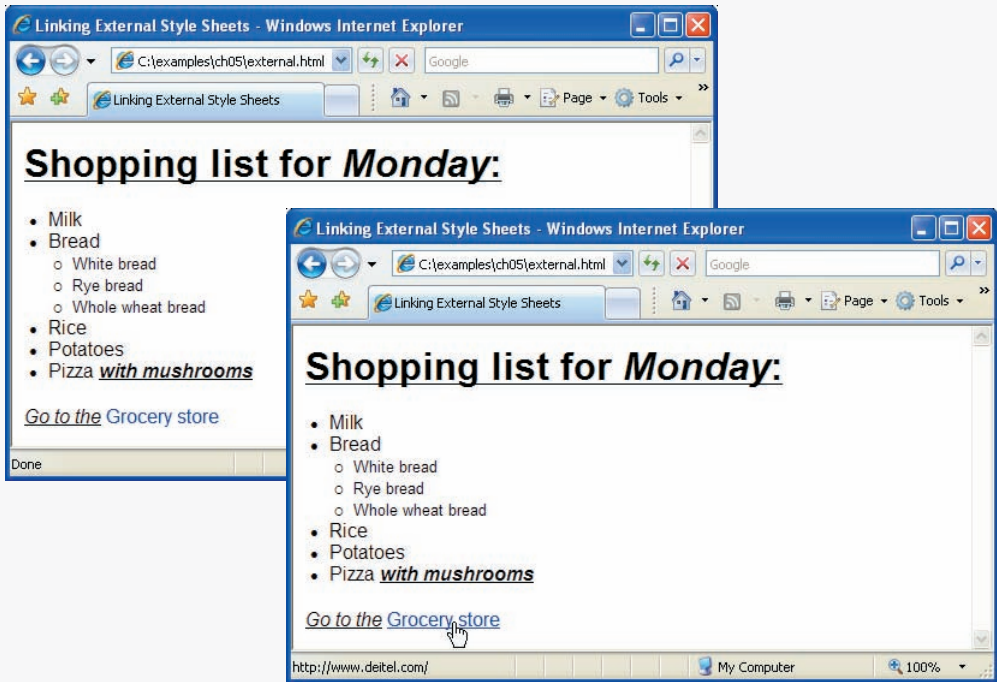 Linking External Style Sheets - Windows Internet Explorer
C:\examples\ch05\external.html
Google
Linking External Style Sheets
Page
Tools
»
Shopping list for Monday:
• Milk
• Bread
○ White bread
○ Rye bread
○ Whole wheat bread
• Rice
• Potatoes
• Pizza with mushrooms
Go to the Grocery store
Done
Linking External Style Sheets - Windows Internet Explorer
C:\examples\ch05\external.html
Google
Linking External Style Sheets
Page
Tools
»
Shopping list for Monday:
• Milk
• Bread
○ White bread
○ Rye bread
○ Whole wheat bread
• Rice
• Potatoes
• Pizza with mushrooms
Go to the Grocery store
http://www.deitel.com/
My Computer
100%